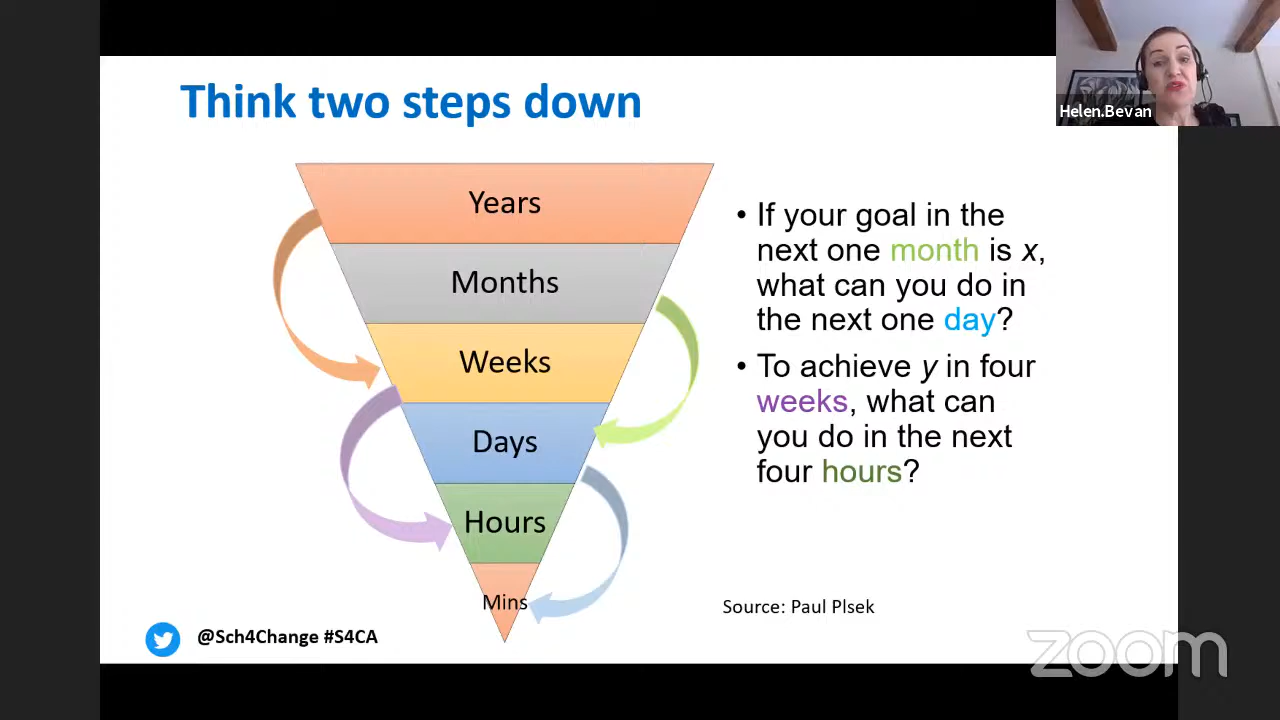 Think two steps down
Helen.Bevan
Years
Months
Weeks
Days
Hours
Mins
• If your goal in the
next one month is x,
what can you do in
the next one day?
• To achieve y in four
weeks, what can
you do in the next
four hours?
Source: Paul Plsek
@Sch4Change #S4CA
zoom